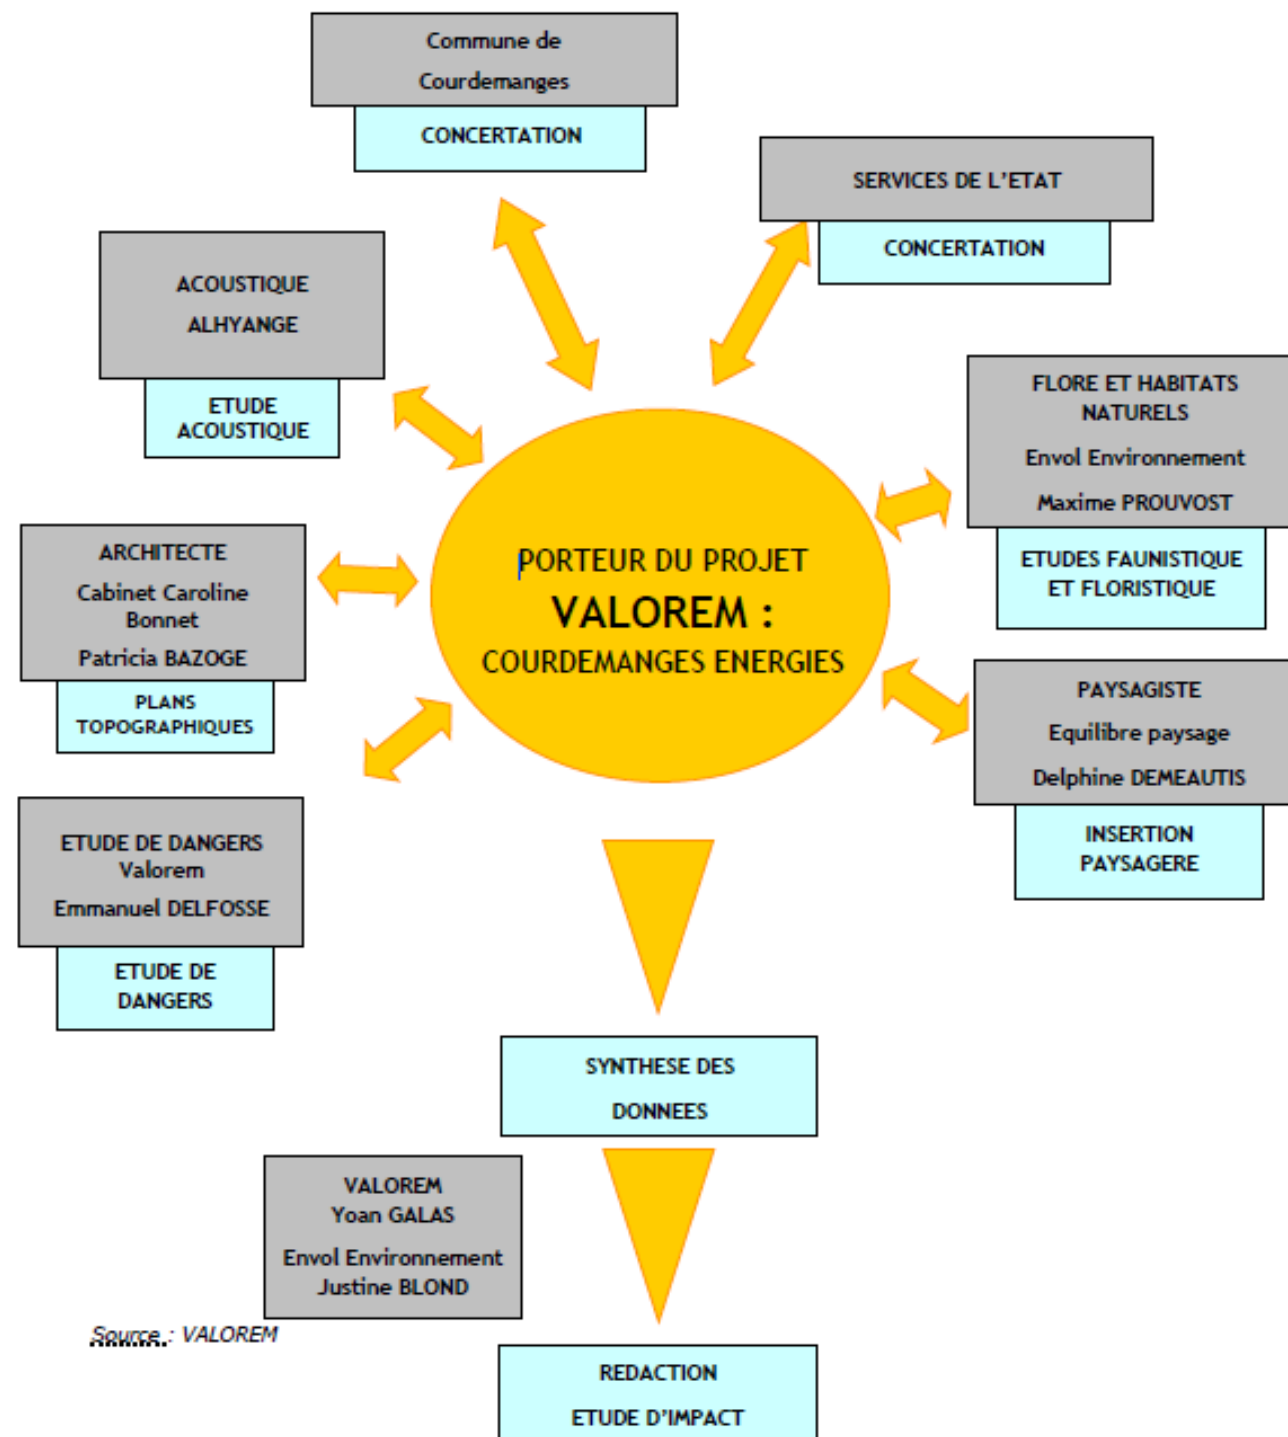 Commune de
Courdemanges
CONCERTATION
SERVICES DE L'ETAT
CONCERTATION
ACOUSTIQUE
ALHYANGE
ETUDE
ACOUSTIQUE
FLORE ET HABITATS
NATURELS
Envol Environnement
Maxime PROUVOST
ETUDES FAUNISTIQUE
ET FLORISTIQUE
ARCHITECTE
Cabinet Caroline
Bonnet
Patricia BAZOGE
PLANS
TOPOGRAPHIQUES
PORTEUR DU PROJET
VALOREM :
COURDEMANGES ENERGIES
PAYSAGISTE
Equilibre paysage
Delphine DEMEAUTIS
INSERTION
PAYSAGERE
ETUDE DE DANGERS
Valorem
Emmanuel DELFOSSE
ETUDE DE
DANGERS
SYNTHESE DES
DONNEES
VALOREM
Yoan GALAS
Envol Environnement
Justine BLOND
Source : VALOREM
REDACTION
ETUDE D'IMPACT